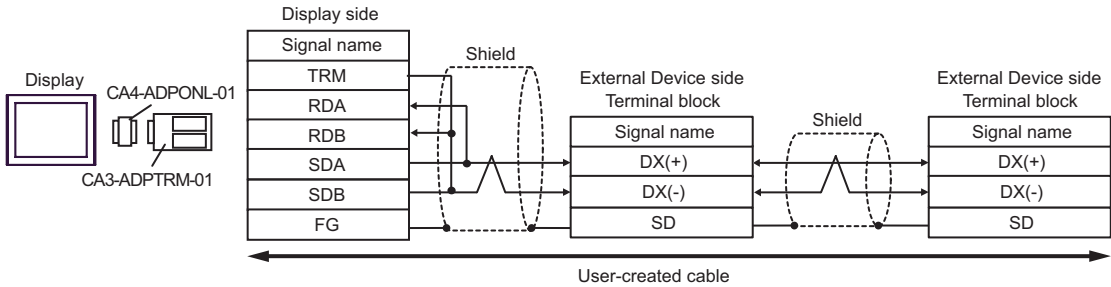 Display side
Signal name
TRM
RDA
RDB
SDA
SDB
FG
Display
CA4-ADPONL-01
CA3-ADPTRM-01
Shield
External Device side
Terminal block
Signal name
DX(+)
DX(-)
SD
Shield
External Device side
Terminal block
Signal name
DX(+)
DX(-)
SD
User-created cable